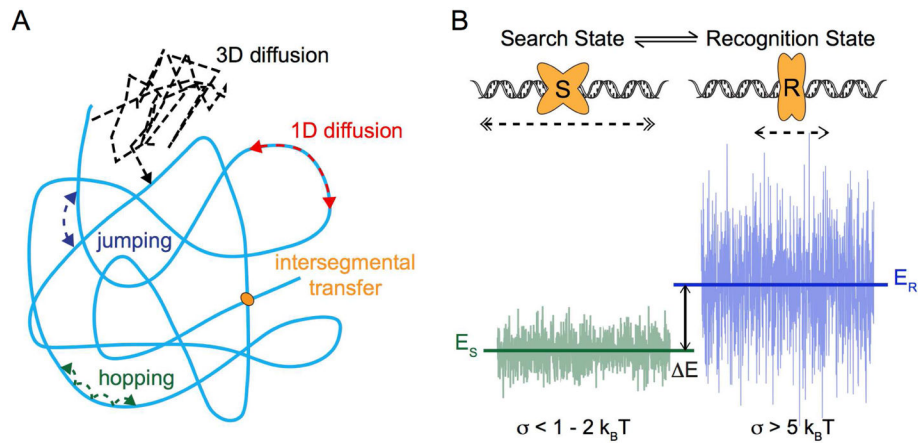 A
3D diffusion
1D diffusion
jumping
intersegmental
transfer
hopping
B
Search State ⇌ Recognition State
S
R
E_R
E_S
ΔE
σ < 1 - 2 k_BT
σ > 5 k_BT